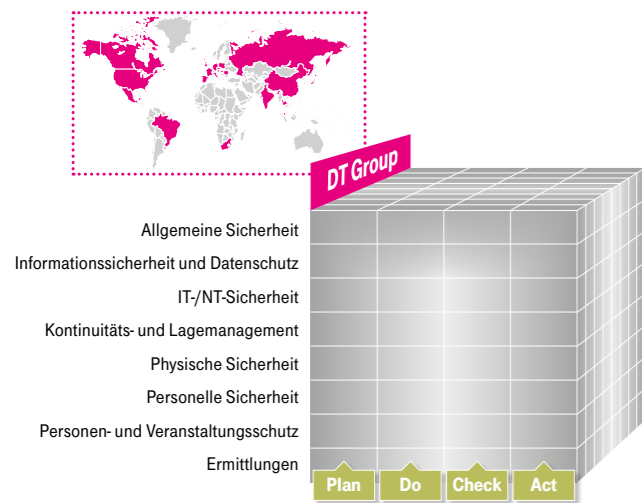 DT Group
Allgemeine Sicherheit
Informationssicherheit und Datenschutz
IT-/NT-Sicherheit
Kontinuitäts- und Lagemanagement
Physische Sicherheit
Personelle Sicherheit
Personen- und Veranstaltungsschutz
Ermittlungen
Plan Do Check Act